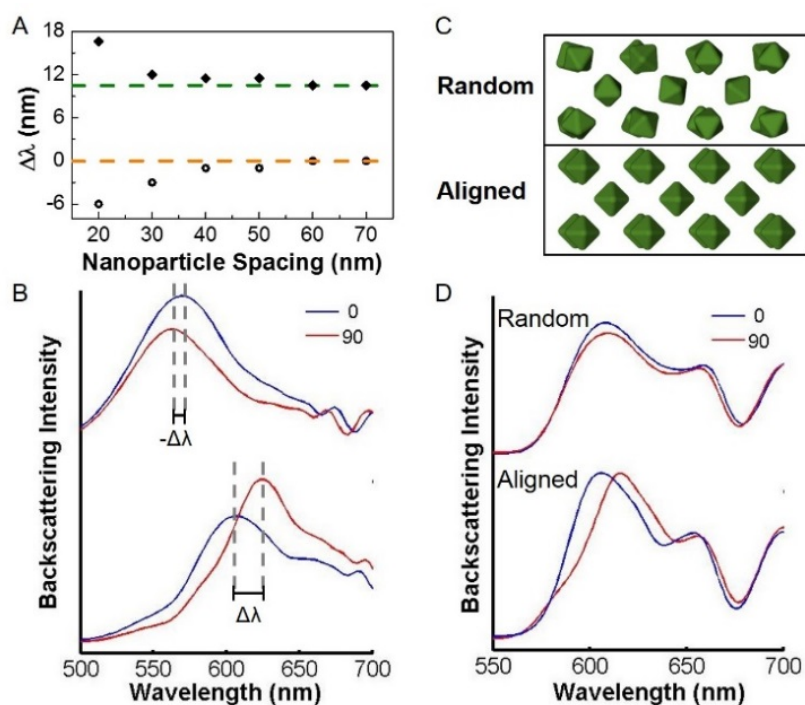 A
18
12
6
0
-6
Δλ (nm)
20 30 40 50 60 70
Nanoparticle Spacing (nm)
B
0
90
-Δλ
Δλ
Backscattering Intensity
500 550 600 650 700
Wavelength (nm)
C
Random
Aligned
D
Random
0
90
Aligned
Backscattering Intensity
550 600 650 700
Wavelength (nm)